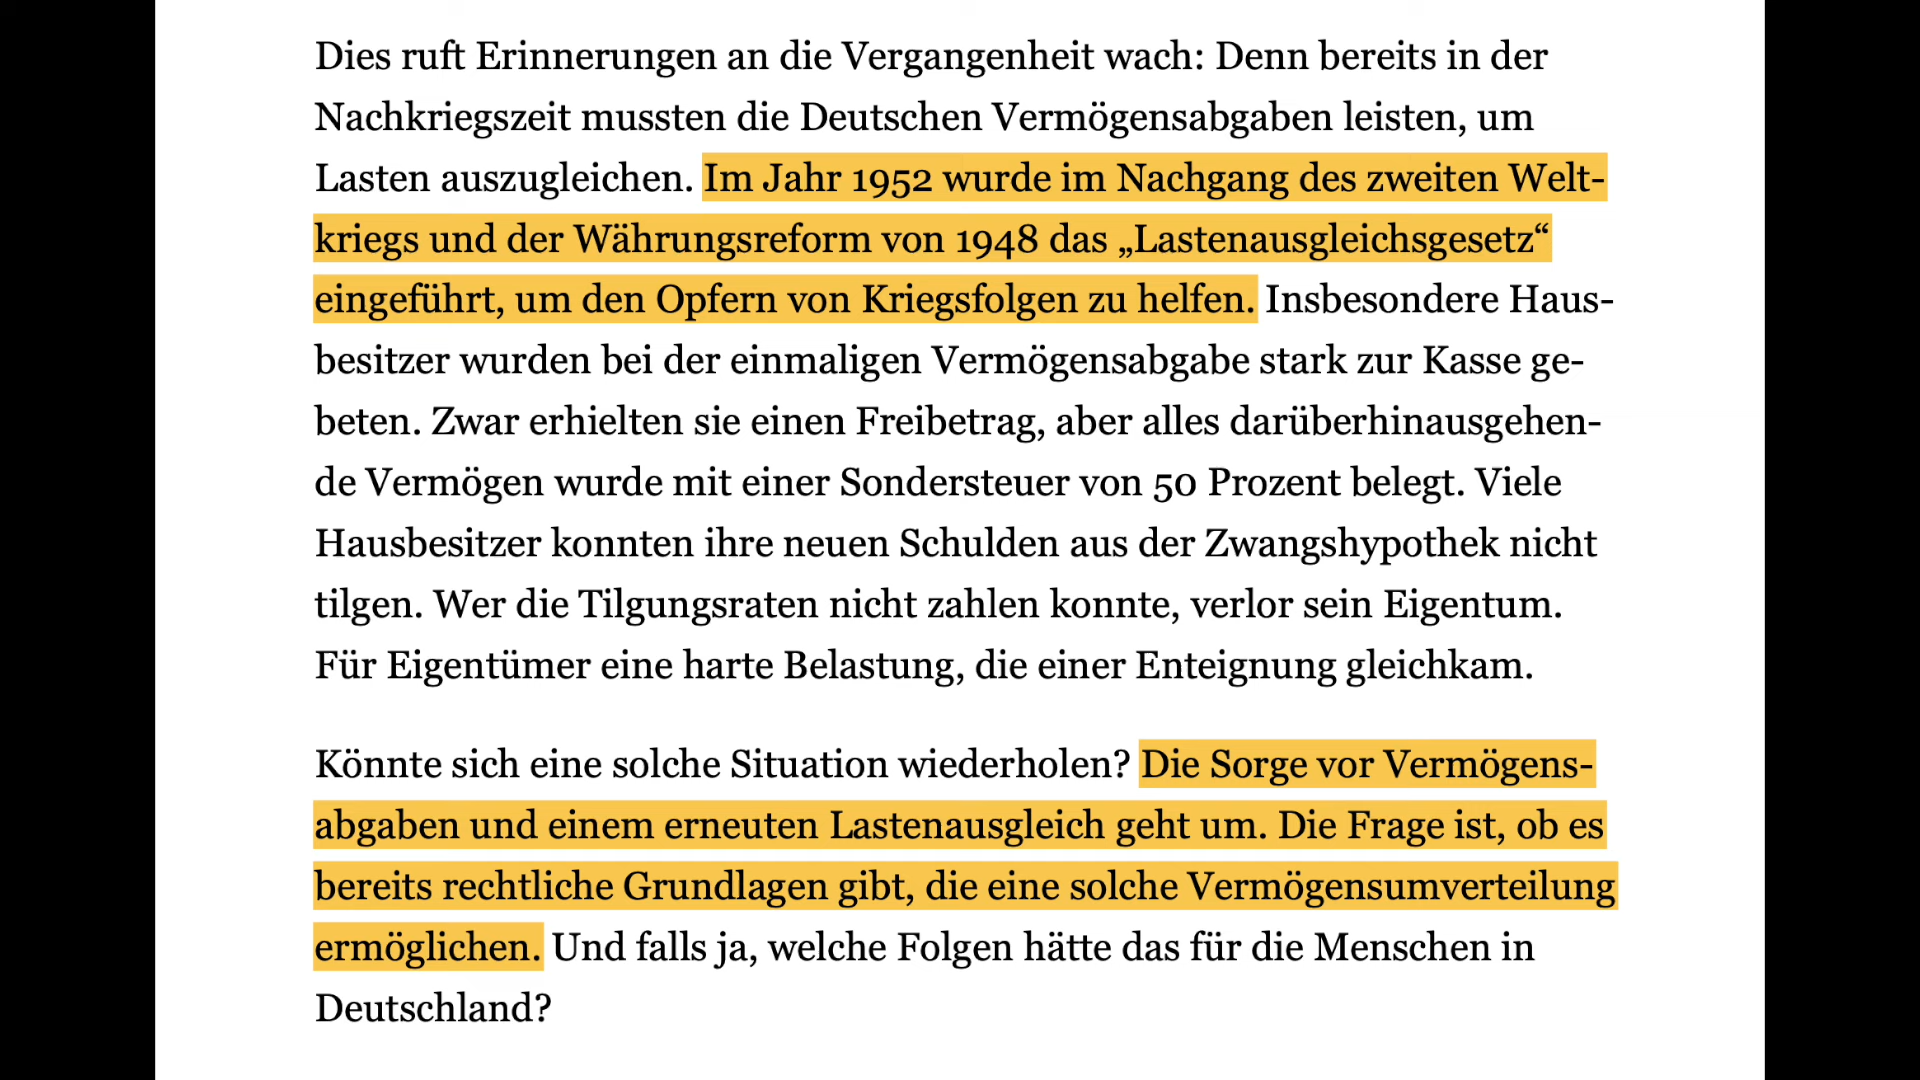 Dies ruft Erinnerungen an die Vergangenheit wach: Denn bereits in der
Nachkriegszeit mussten die Deutschen Vermögensabgaben leisten, um
Lasten auszugleichen. Im Jahr 1952 wurde im Nachgang des zweiten Welt-
kriegs und der Währungsreform von 1948 das „Lastenausgleichsgesetz“
eingeführt, um den Opfern von Kriegsfolgen zu helfen. Insbesondere Haus-
besitzer wurden bei der einmaligen Vermögensabgabe stark zur Kasse ge-
beten. Zwar erhielten sie einen Freibetrag, aber alles darüberhinausgehen-
de Vermögen wurde mit einer Sondersteuer von 50 Prozent belegt. Viele
Hausbesitzer konnten ihre neuen Schulden aus der Zwangshypothek nicht
tilgen. Wer die Tilgungsraten nicht zahlen konnte, verlor sein Eigentum.
Für Eigentümer eine harte Belastung, die einer Enteignung gleichkam.
Könnte sich eine solche Situation wiederholen? Die Sorge vor Vermögens-
abgaben und einem erneuten Lastenausgleich geht um. Die Frage ist, ob es
bereits rechtliche Grundlagen gibt, die eine solche Vermögensumverteilung
ermöglichen. Und falls ja, welche Folgen hätte das für die Menschen in
Deutschland?